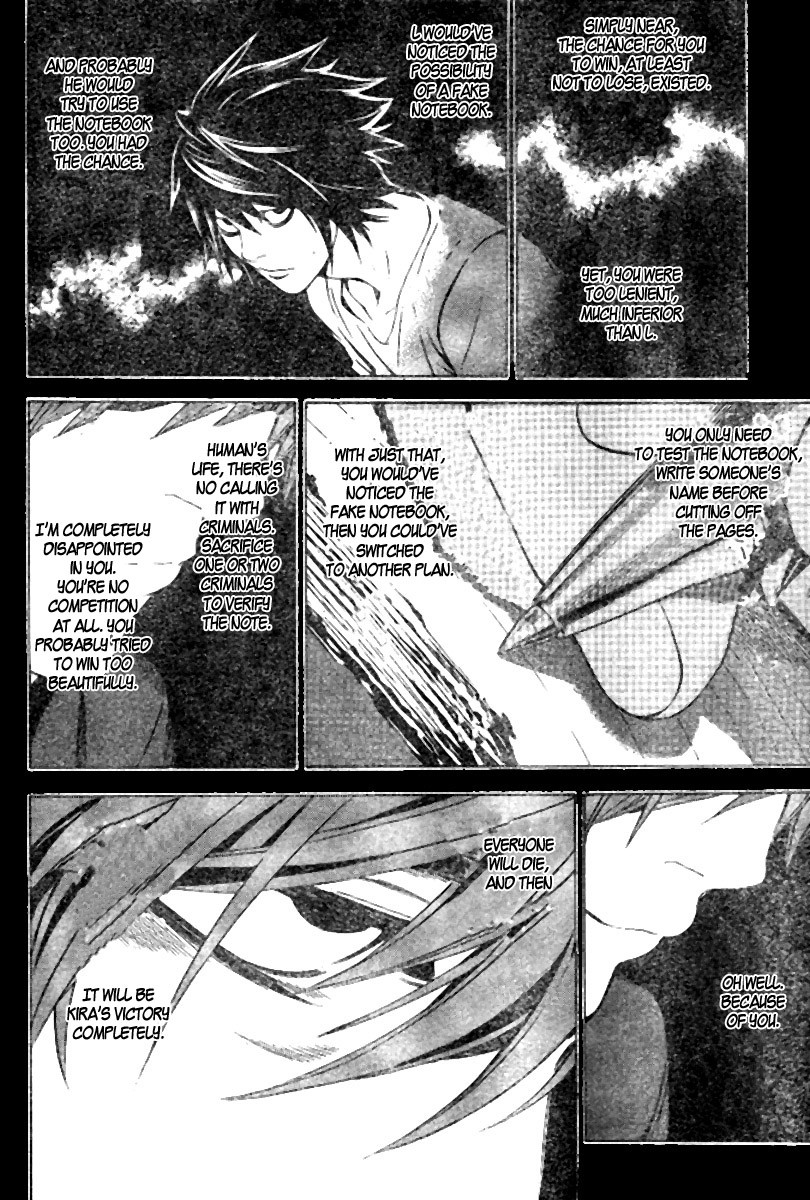 SIMPLY NEAR,
THE CHANCE FOR YOU
TO WIN, AT LEAST
NOT TO LOSE, EXISTED.
YET, YOU WERE
TOO LENIENT,
MUCH INFERIOR
THAN L.
L WOULD'VE
NOTICED THE
POSSIBILITY
OF A FAKE
NOTEBOOK.
AND PROBABLY
HE WOULD
TRY TO USE
THE NOTEBOOK
TOO. YOU HAD
THE CHANCE.
YOU ONLY NEED
TO TEST THE NOTEBOOK,
WRITE SOMEONE'S
NAME BEFORE
CUTTING OFF
THE PAGES.
WITH JUST THAT,
YOU WOULD'VE
NOTICED THE
FAKE NOTEBOOK,
THEN YOU COULD'VE
SWITCHED
TO ANOTHER PLAN.
HUMAN'S
LIFE, THERE'S
NO CALLING
IT WITH
CRIMINALS.
SACRIFICE
ONE OR TWO
CRIMINALS
TO VERIFY
THE NOTE.
I'M COMPLETELY
DISAPPOINTED
IN YOU.
YOU'RE NO
COMPETITION
AT ALL. YOU
PROBABLY TRIED
TO WIN TOO
BEAUTIFULLY.
OH WELL.
BECAUSE
OF YOU.
EVERYONE
WILL DIE,
AND THEN
IT WILL BE
KIRA'S VICTORY
COMPLETELY.